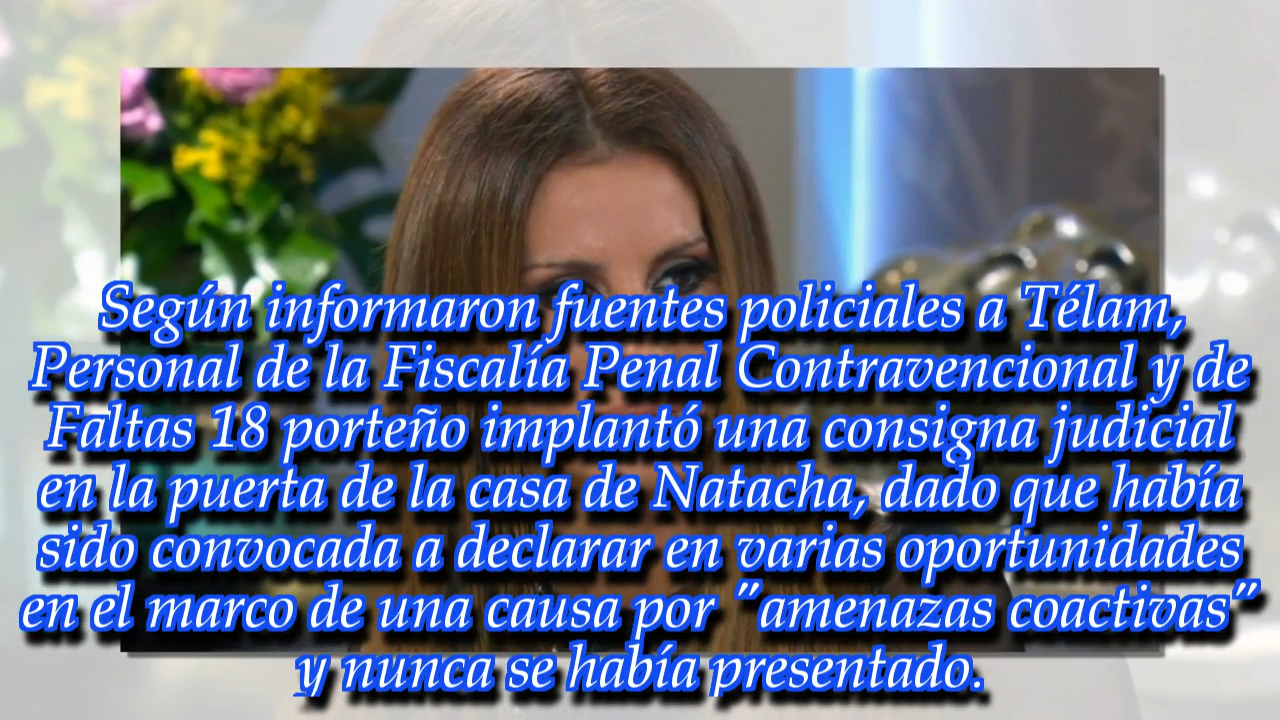 Según informaron fuentes policiales a Télam,
Personal de la Fiscalía Penal Contravencional y de
Faltas 18 porteño implantó una consigna judicial
en la puerta de la casa de Natacha, dado que había
sido convocada a declarar en varias oportunidades
en el marco de una causa por "amenazas coactivas"
y nunca se había presentado.